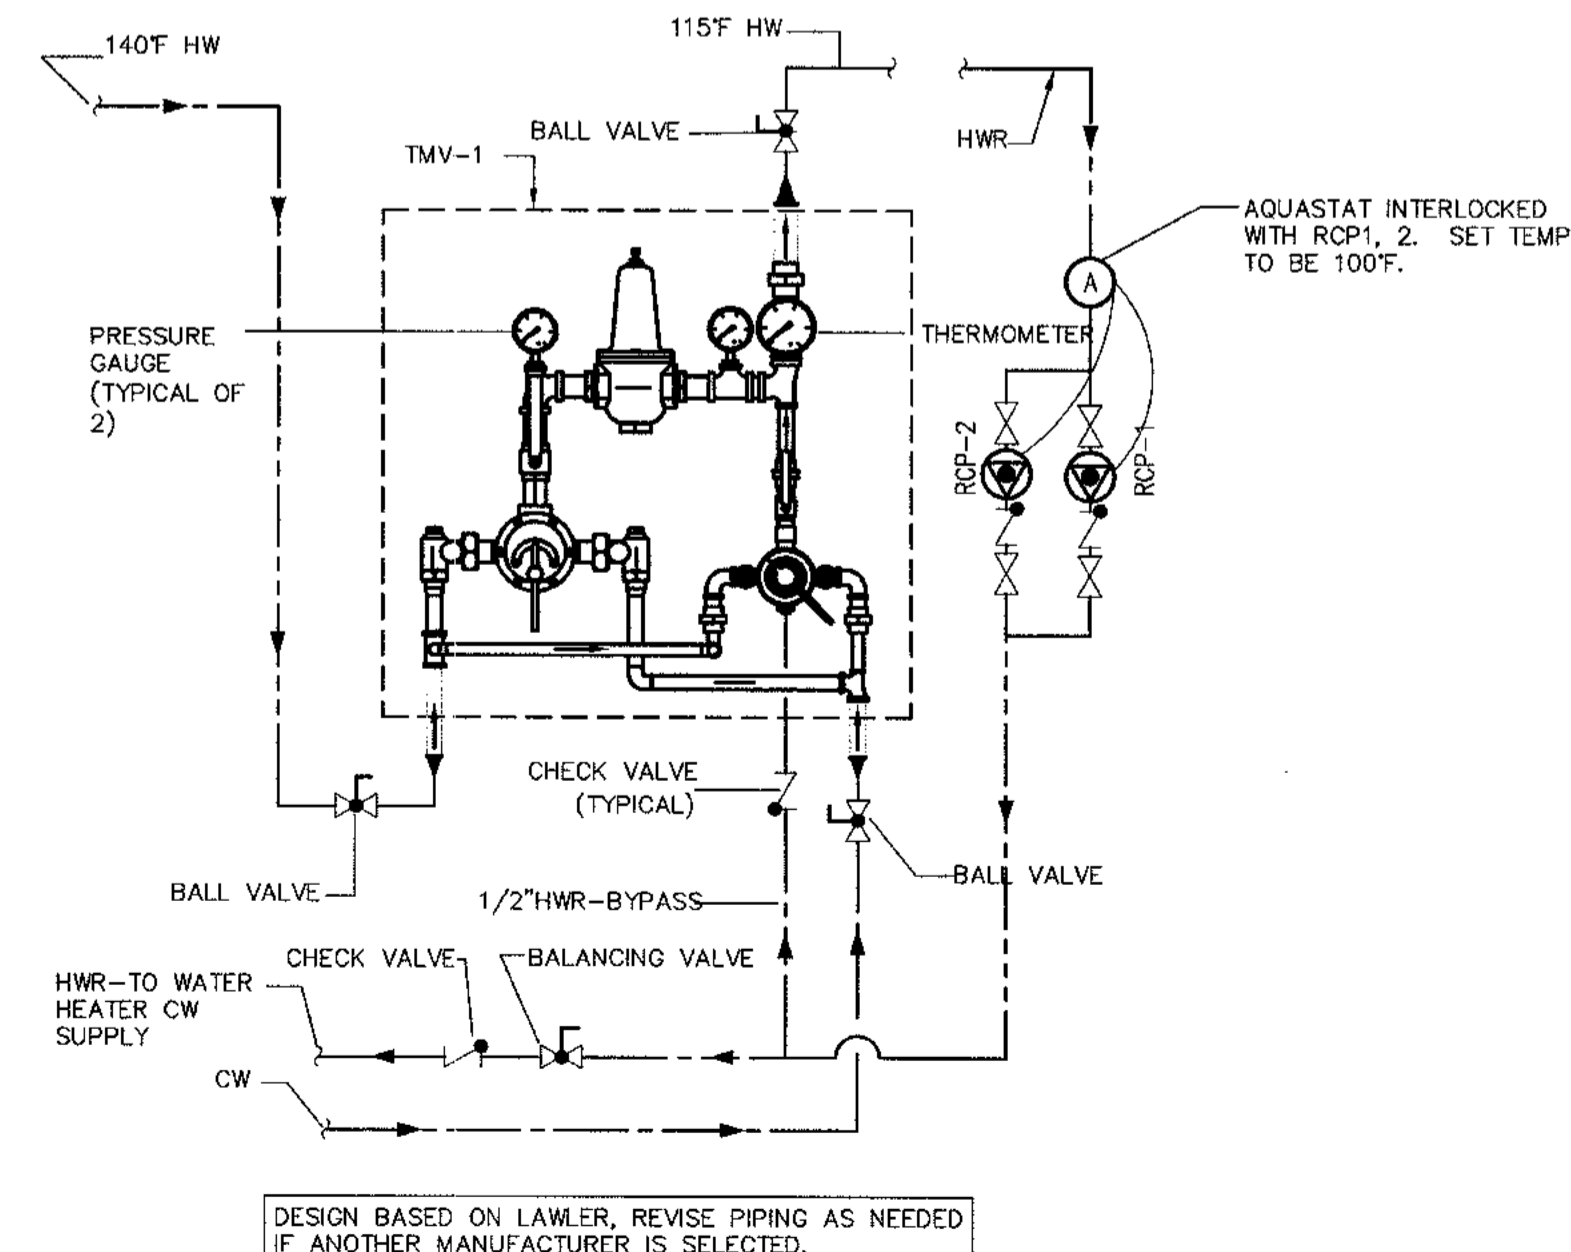 140°F HW
115°F HW
BALL VALVE
TMV-1
HWR
AQUASTAT INTERLOCKED
WITH RCP1, 2. SET TEMP
TO BE 100°F.
A
PRESSURE
GAUGE
(TYPICAL OF
2)
THERMOMETER
RCP-2
RCP-1
CHECK VALVE
(TYPICAL)
BALL VALVE
BALL VALVE
1/2"HWR-BYPASS
CHECK VALVE
BALANCING VALVE
HWR-TO WATER
HEATER CW
SUPPLY
CW
DESIGN BASED ON LAWLER, REVISE PIPING AS NEEDED
IF ANOTHER MANUFACTURER IS SELECTED.